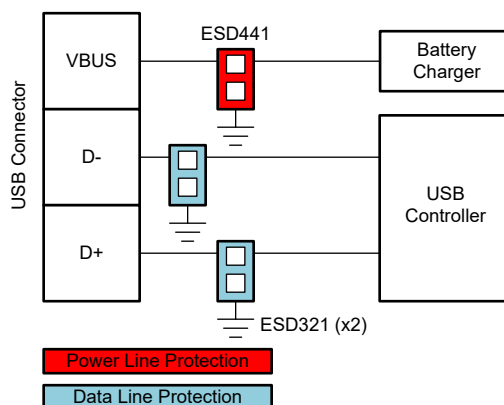 ESD441
VBUS
Battery
Charger
USB Connector
D-
USB
Controller
D+
ESD321 (x2)
Power Line Protection
Data Line Protection